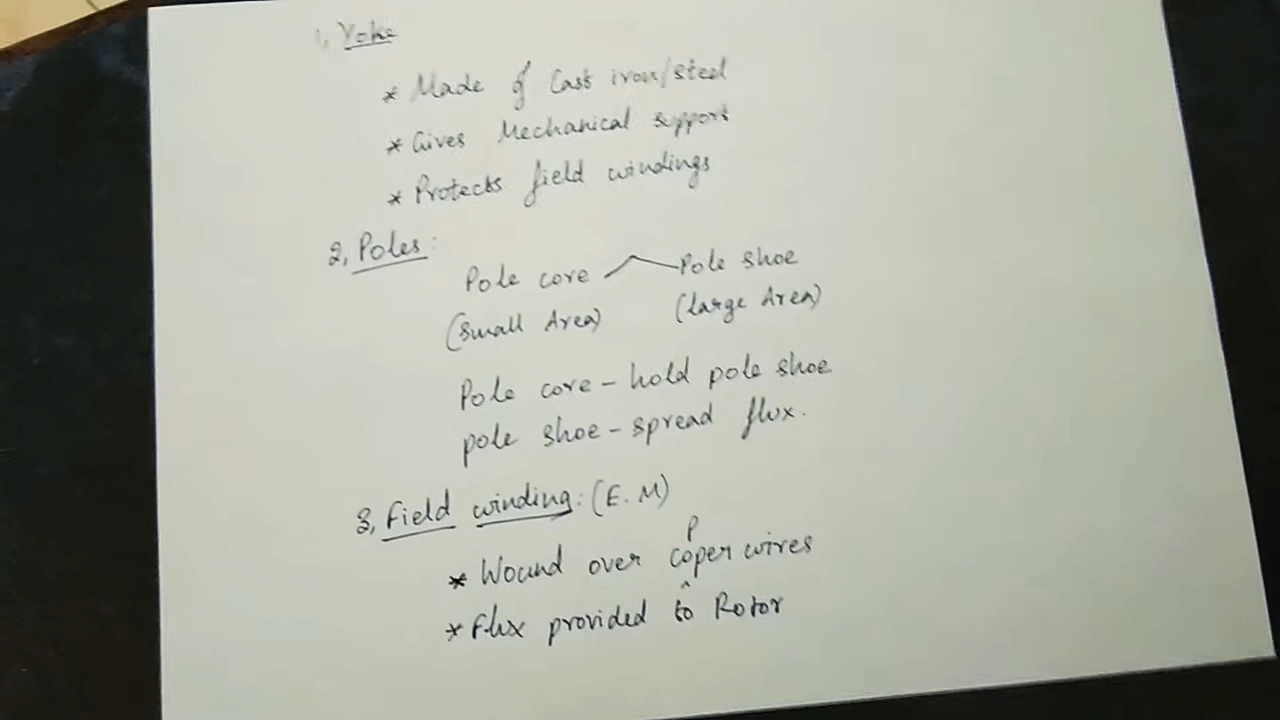 1, Yoke
* Made of Cast iron/steel
* Gives Mechanical support
* Protects field windings
2, Poles:
Pole core Pole shoe
(Small Area) (large Area)
Pole core - hold pole shoe
pole shoe - spread flux.
3, Field winding: (E.M)
* Wound over copper wires
* Flux provided to Rotor